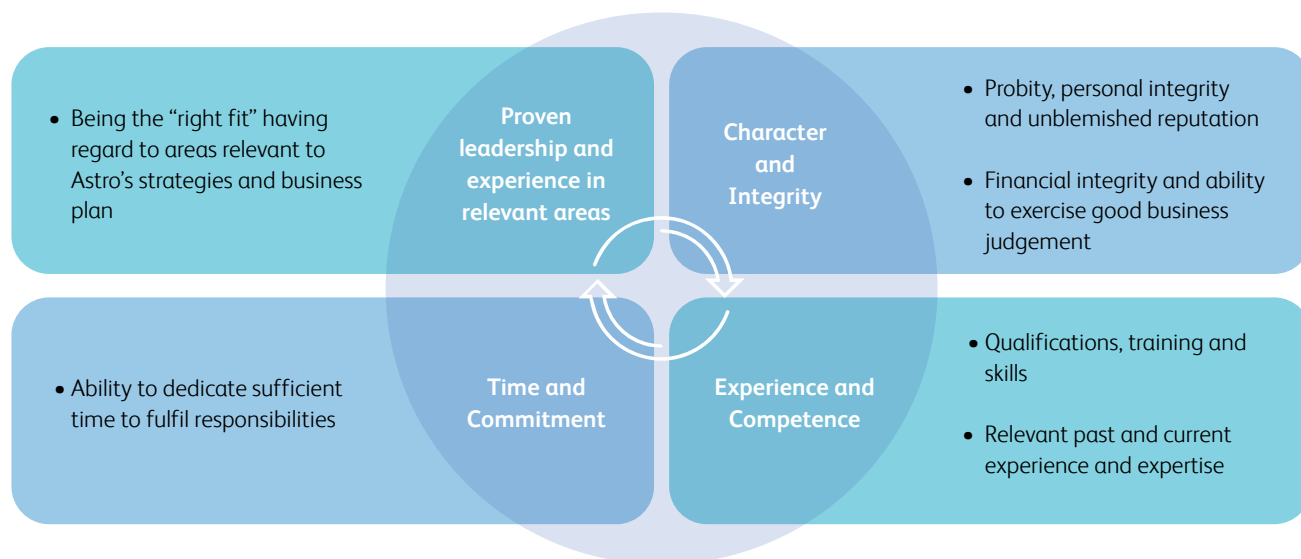 • Being the “right fit” having
regard to areas relevant to
Astro’s strategies and business
plan
Proven
leadership and
experience in
relevant areas
Character
and
Integrity
• Probity, personal integrity
and unblemished reputation
• Financial integrity and ability
to exercise good business
judgement
• Ability to dedicate sufficient
time to fulfil responsibilities
Time and
Commitment
Experience and
Competence
• Qualifications, training and
skills
• Relevant past and current
experience and expertise